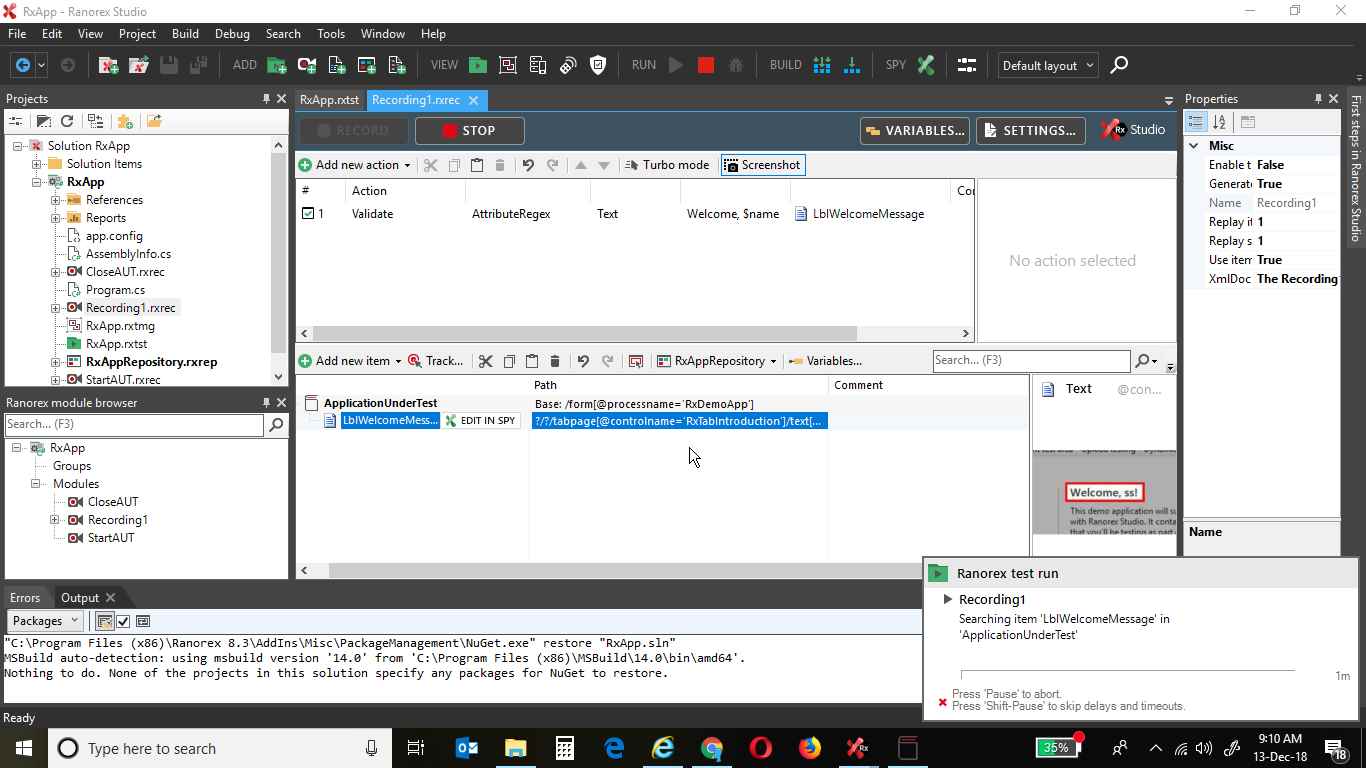 RxApp - Ranorex Studio
File Edit View Project Build Debug Search Tools Window Help
ADD VIEW RUN BUILD SPY Default layout
Projects
Solution RxApp
Solution Items
RxApp
References
Reports
app.config
AssemblyInfo.cs
CloseAUT.rxrec
Program.cs
Recording1.rxrec
RxApp.rxtmg
RxApp.rxtst
RxAppRepository.rxrep
StartAUT.rxrec
Ranorex module browser
Search... (F3)
RxApp
Groups
Modules
CloseAUT
Recording1
StartAUT
RxApp.rxtst Recording1.rxrec
RECORD STOP VARIABLES... SETTINGS... Rx Studio
Add new action Turbo mode Screenshot
# Action Coı
1 Validate AttributeRegex Text Welcome, $name LblWelcomeMessage
No action selected
Add new item Track... RxAppRepository Variables... Search... (F3)
Path Comment
ApplicationUnderTest Base: /form[@processname='RxDemoApp']
LblWelcomeMess... EDIT IN SPY ?/?/tabpage[@controlname='RxTabIntroduction']/text[...
Text @con...
Welcome, ss!
This demo application will su
with Ranorex Studio. It conta
that you'll be testing as part
Properties
Misc
Enable t False
Generate True
Name Recording1
Replay it 1
Replay s 1
Use item True
XmlDoc The Recording
Name
First steps in Ranorex Studio
Errors Output
Packages
"C:\Program Files (x86)\Ranorex 8.3\AddIns\Misc\PackageManagement\NuGet.exe" restore "RxApp.sln"
MSBuild auto-detection: using msbuild version '14.0' from 'C:\Program Files (x86)\MSBuild\14.0\bin\amd64'.
Nothing to do. None of the projects in this solution specify any packages for NuGet to restore.
Ranorex test run
Recording1
Searching item 'LblWelcomeMessage' in
'ApplicationUnderTest'
1m
Press 'Pause' to abort.
Press 'Shift-Pause' to skip delays and timeouts.
Ready
Type here to search
35%
9:10 AM
13-Dec-18
18